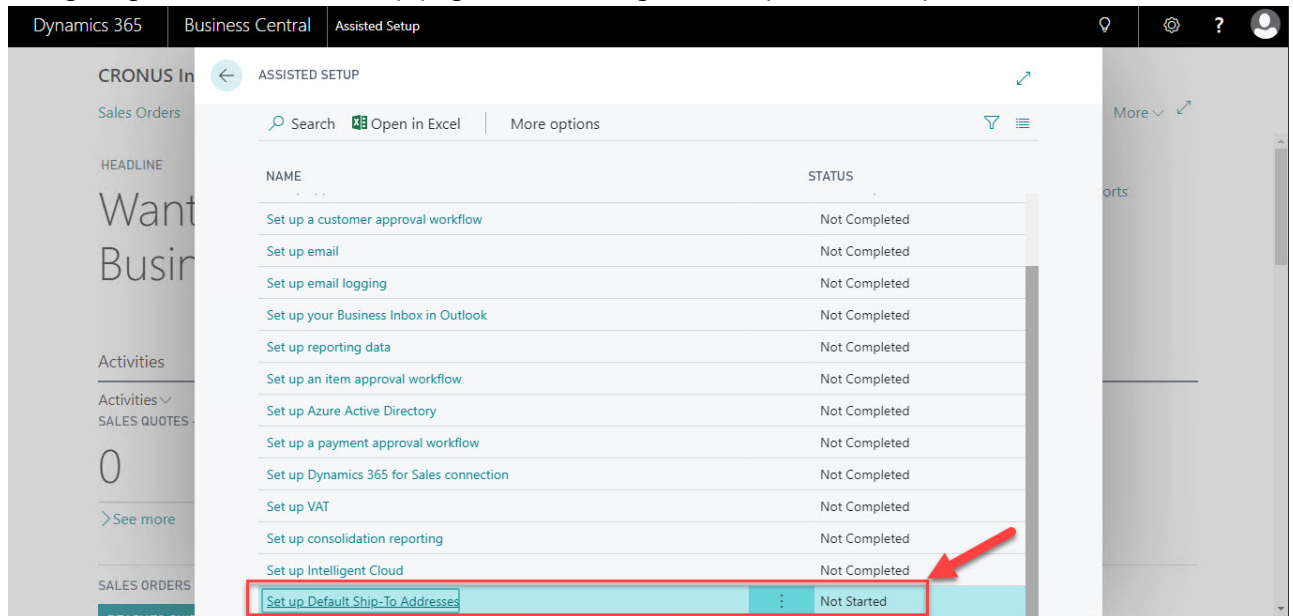 Dynamics 365 Business Central Assisted Setup ?
CRONUS In ASSISTED SETUP
Sales Orders Search Open in Excel More options More
HEADLINE
NAME STATUS
orts
Want
Busin
Set up a customer approval workflow Not Completed
Set up email Not Completed
Set up email logging Not Completed
Set up your Business Inbox in Outlook Not Completed
Set up reporting data Not Completed
Activities
Set up an item approval workflow Not Completed
Activities
Set up Azure Active Directory Not Completed
SALES QUOTES
Set up a payment approval workflow Not Completed
0
Set up Dynamics 365 for Sales connection Not Completed
Set up VAT Not Completed
>See more
Set up consolidation reporting Not Completed
Set up Intelligent Cloud Not Completed
SALES ORDERS
Set up Default Ship-To Addresses Not Started